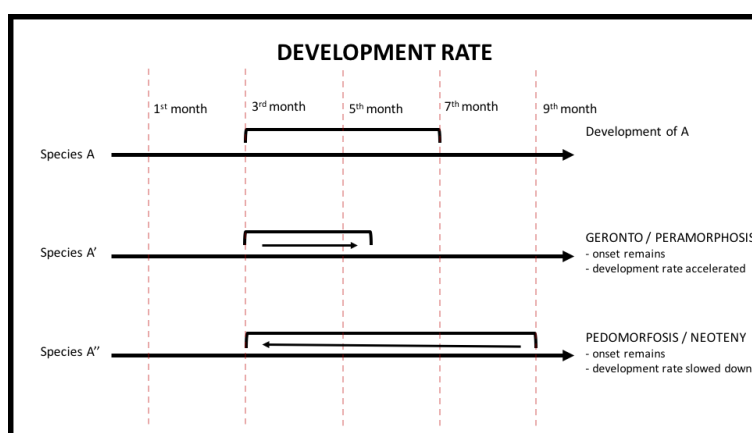 DEVELOPMENT RATE
1st month
3rd month
5th month
7th month
9th month
Species A
Development of A
Species A'
GERONTO / PERAMORPHOSIS
- onset remains
- development rate accelerated
Species A''
PEDOMORFOSIS / NEOTENY
- onset remains
- development rate slowed down